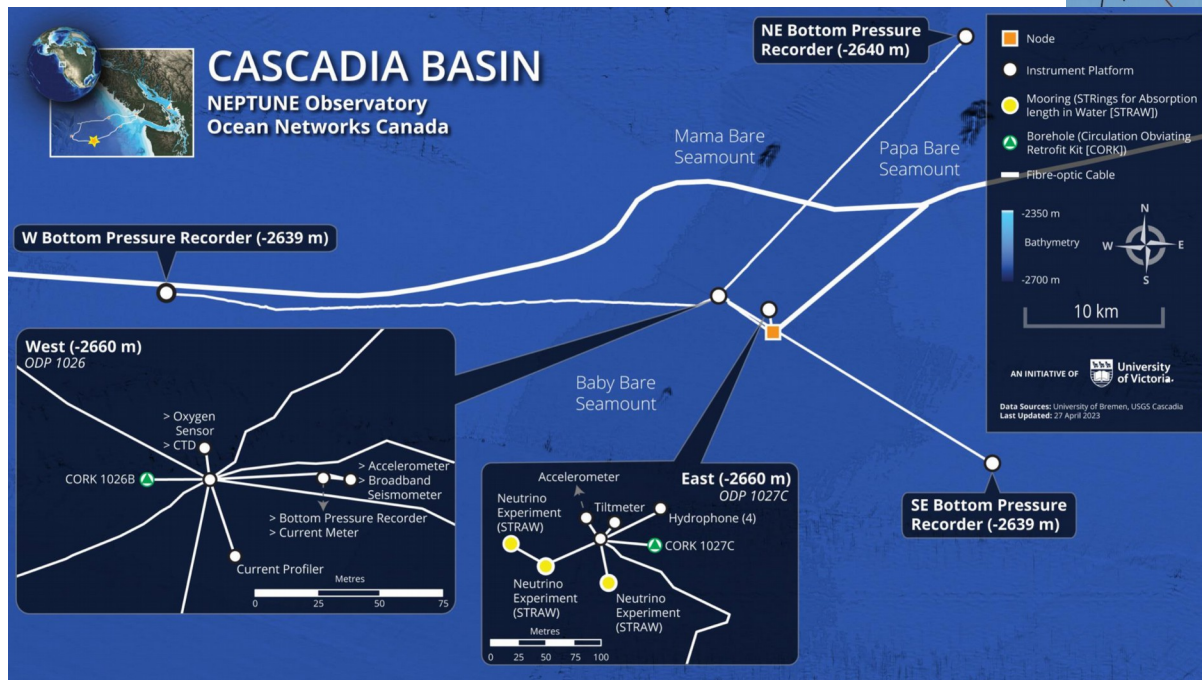 CASCADIA BASIN
NEPTUNE Observatory
Ocean Networks Canada
NE Bottom Pressure
Recorder (-2640 m)
Mama Bare
Seamount
Papa Bare
Seamount
W Bottom Pressure Recorder (-2639 m)
Baby Bare
Seamount
SE Bottom Pressure
Recorder (-2639 m)
Node
Instrument Platform
Mooring (STRings for Absorption
length in Water [STRAW])
Borehole (Circulation Obviating
Retrofit Kit [CORK])
Fibre-optic Cable
-2350 m
Bathymetry
-2700 m
N
W
E
S
10 km
AN INITIATIVE OF
University
of Victoria.
Data Sources: University of Bremen, USGS Cascadia
Last Updated: 27 April 2023
West (-2660 m)
ODP 1026
> Oxygen
Sensor
> CTD
CORK 1026B
> Accelerometer
> Broadband
Seismometer
> Bottom Pressure Recorder
> Current Meter
Current Profiler
Metres
0 25 50 75
East (-2660 m)
ODP 1027C
Accelerometer
Neutrino
Experiment
(STRAW)
Tiltmeter
Hydrophone (4)
CORK 1027C
Neutrino
Experiment
(STRAW)
Neutrino
Experiment
(STRAW)
Metres
0 25 50 75 100